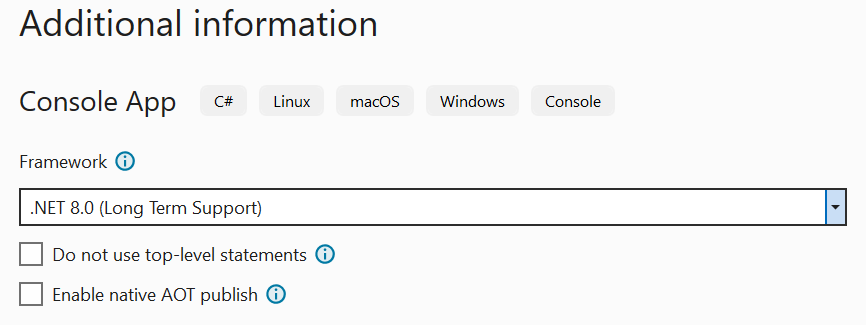 Additional information
Console App C# Linux macOS Windows Console
Framework
.NET 8.0 (Long Term Support)
Do not use top-level statements
Enable native AOT publish